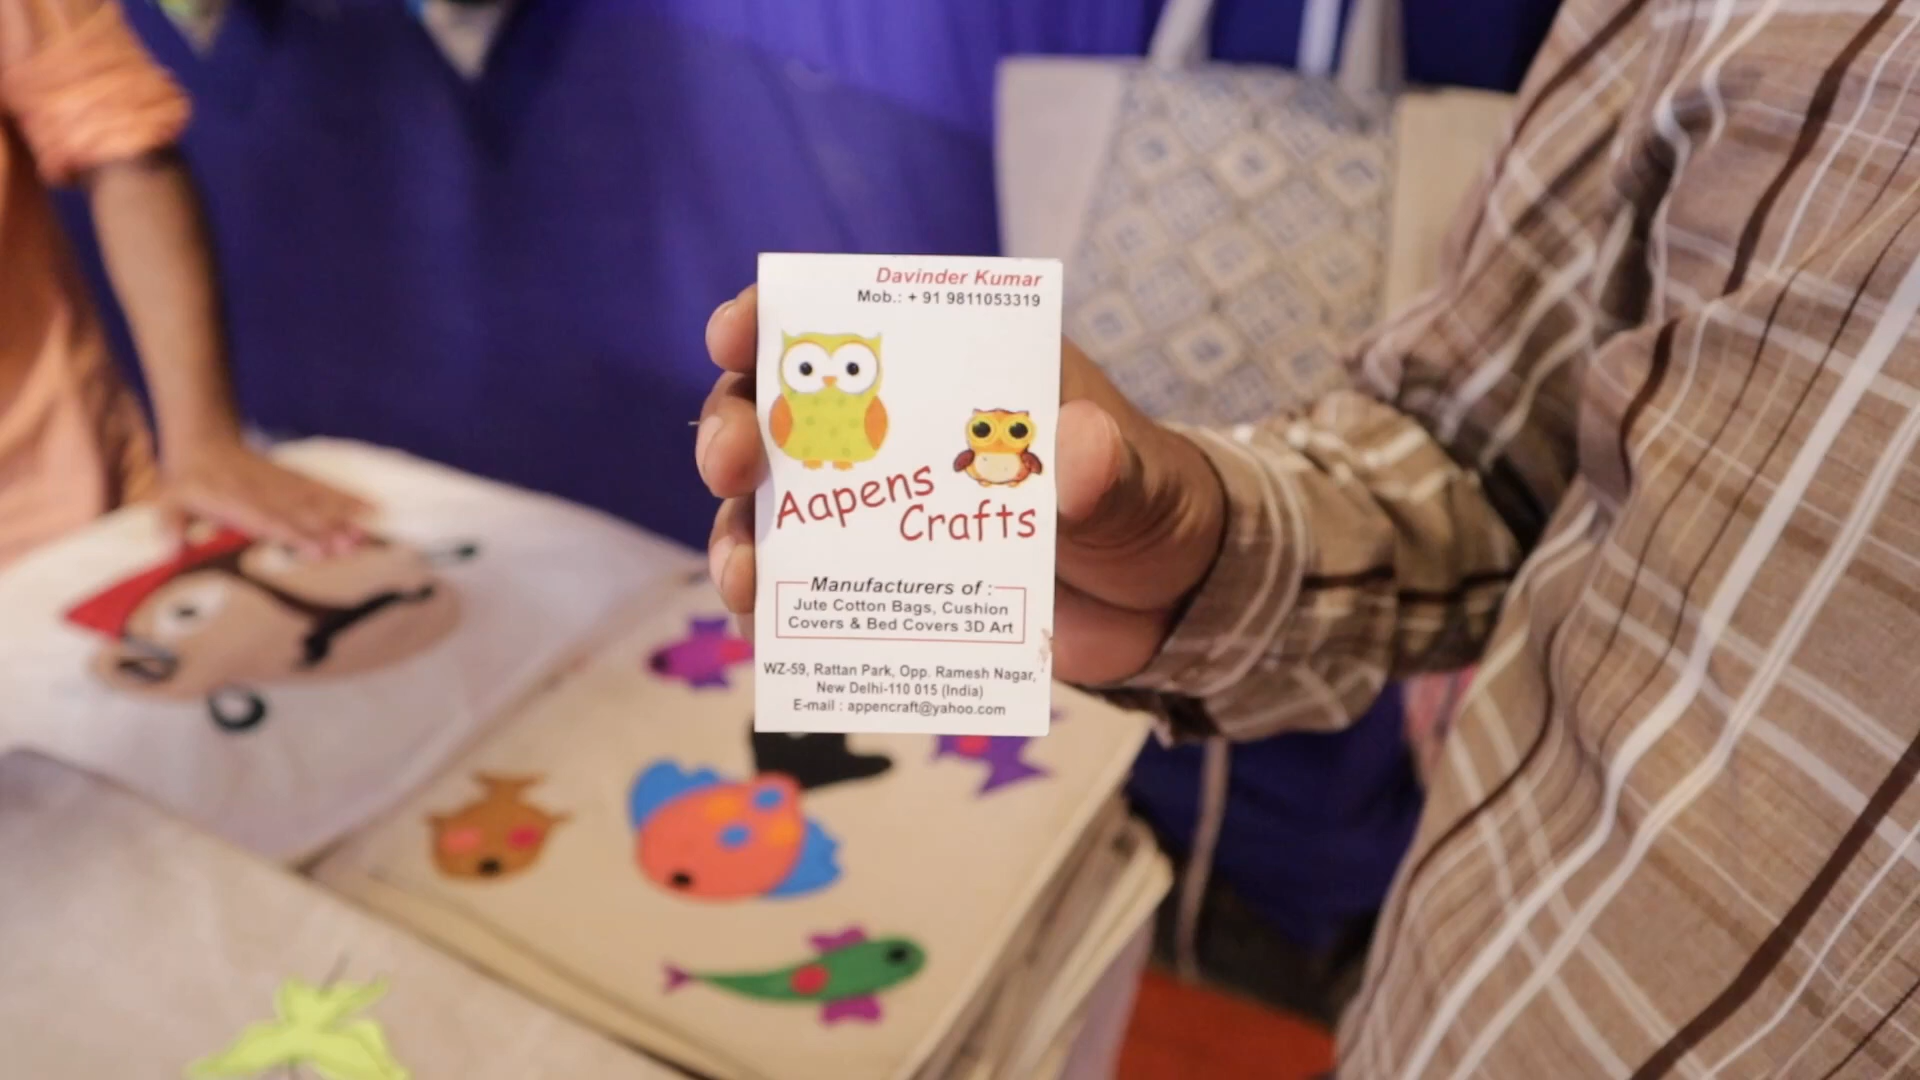 Davinder Kumar
Mob.: + 91 9811053319
Aapens
Crafts
Manufacturers of :
Jute Cotton Bags, Cushion
Covers & Bed Covers 3D Art
WZ-59, Rattan Park, Opp. Ramesh Nagar,
New Delhi-110 015 (India)
E-mail : appencraft@yahoo.com